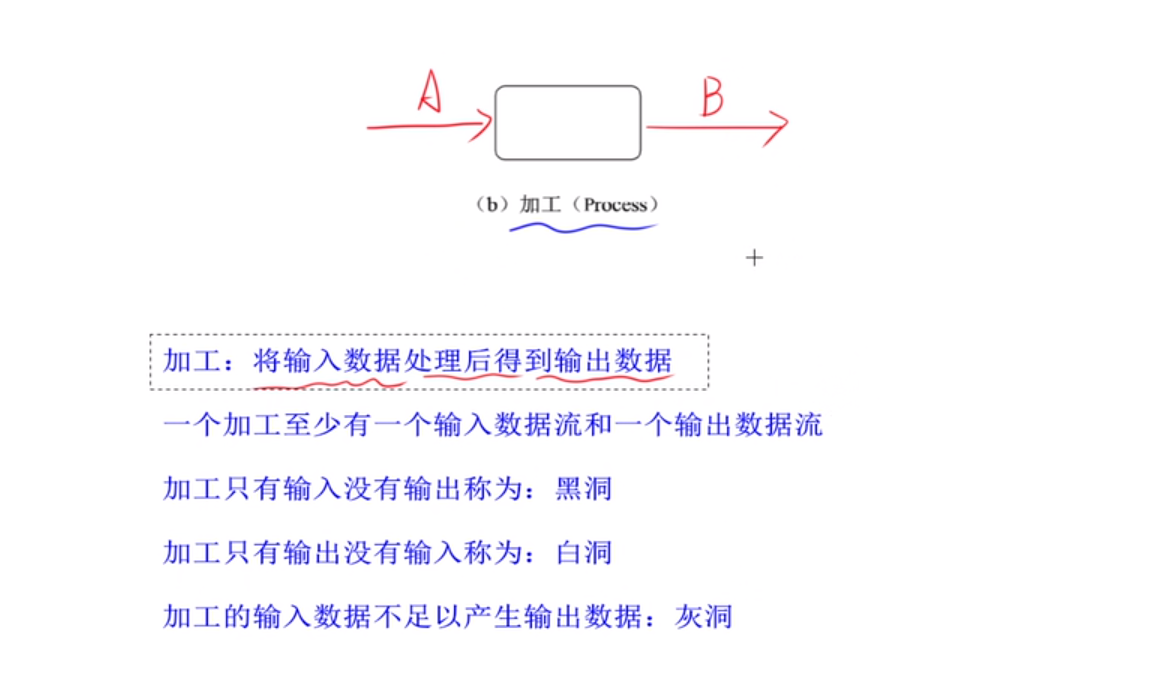 A B
（b）加工（Process）
加工：将输入数据处理后得到输出数据
一个加工至少有一个输入数据流和一个输出数据流
加工只有输入没有输出称为：黑洞
加工只有输出没有输入称为：白洞
加工的输入数据不足以产生输出数据：灰洞